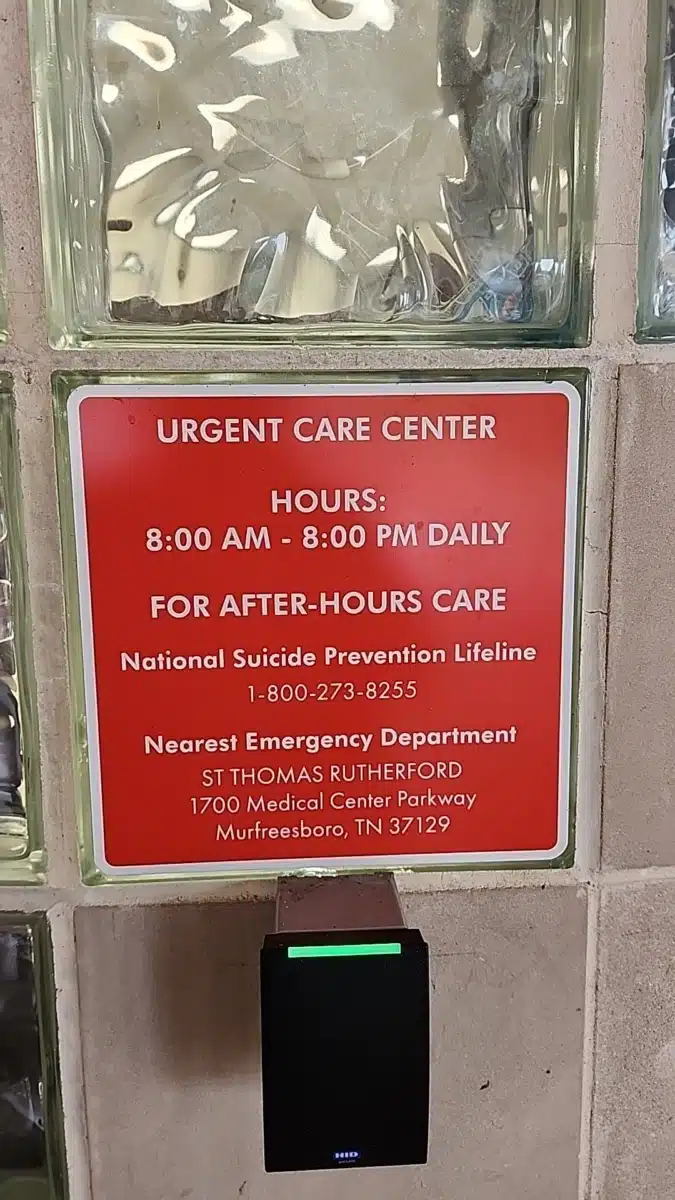 URGENT CARE CENTER
HOURS:
8:00 AM - 8:00 PM DAILY
FOR AFTER-HOURS CARE
National Suicide Prevention Lifeline
1-800-273-8255
Nearest Emergency Department
ST THOMAS RUTHERFORD
1700 Medical Center Parkway
Murfreesboro, TN 37129
HID